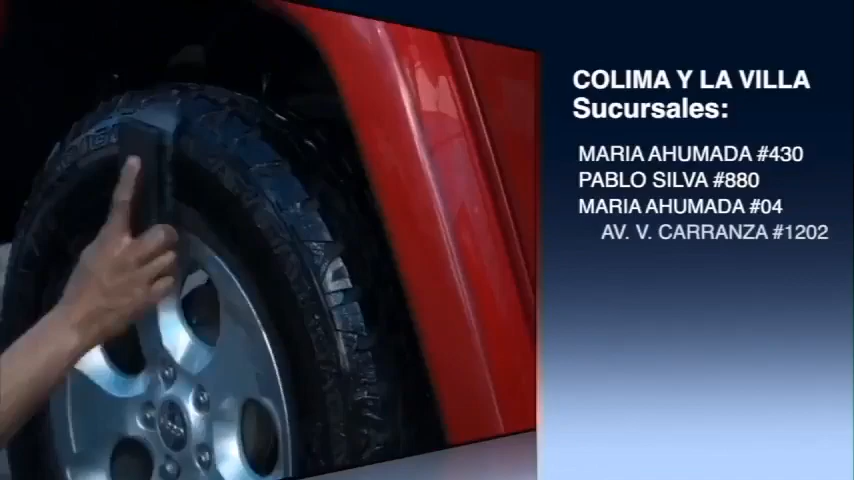 COLIMA Y LA VILLA
Sucursales:
MARIA AHUMADA #430
PABLO SILVA #880
MARIA AHUMADA #04
AV. V. CARRANZA #1202